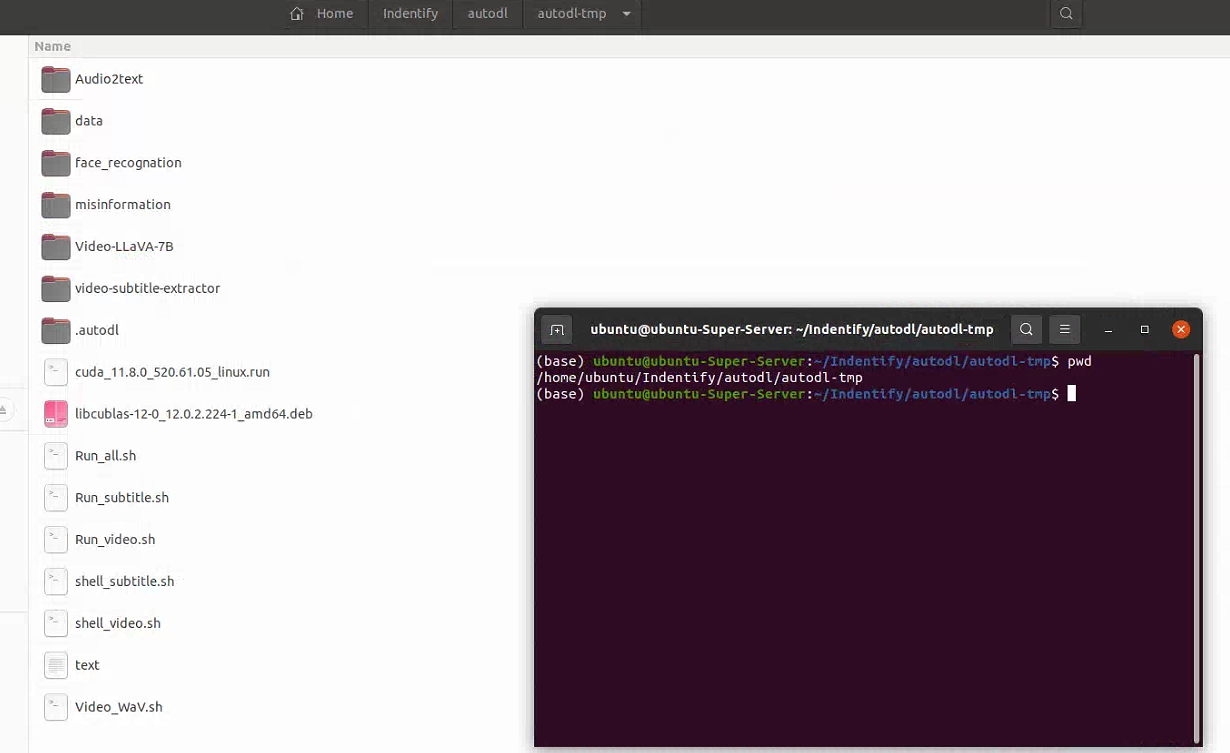 Home Indentify autodl autodl-tmp
Name
Audio2text
data
face_recognation
misinformation
Video-LLaVA-7B
video-subtitle-extractor
.autodl
cuda_11.8.0_520.61.05_linux.run
libcublas-12-0_12.0.2.224-1_amd64.deb
Run_all.sh
Run_subtitle.sh
Run_video.sh
shell_subtitle.sh
shell_video.sh
text
Video_WaV.sh
ubuntu@ubuntu-Super-Server: ~/Indentify/autodl/autodl-tmp
(base) ubuntu@ubuntu-Super-Server:~/Indentify/autodl/autodl-tmp$ pwd
/home/ubuntu/Indentify/autodl/autodl-tmp
(base) ubuntu@ubuntu-Super-Server:~/Indentify/autodl/autodl-tmp$